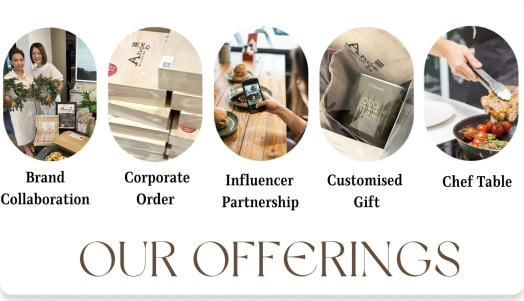 Brand
Collaboration
Corporate
Order
Influencer
Partnership
Customised
Gift
Chef Table
OUR OFFERINGS